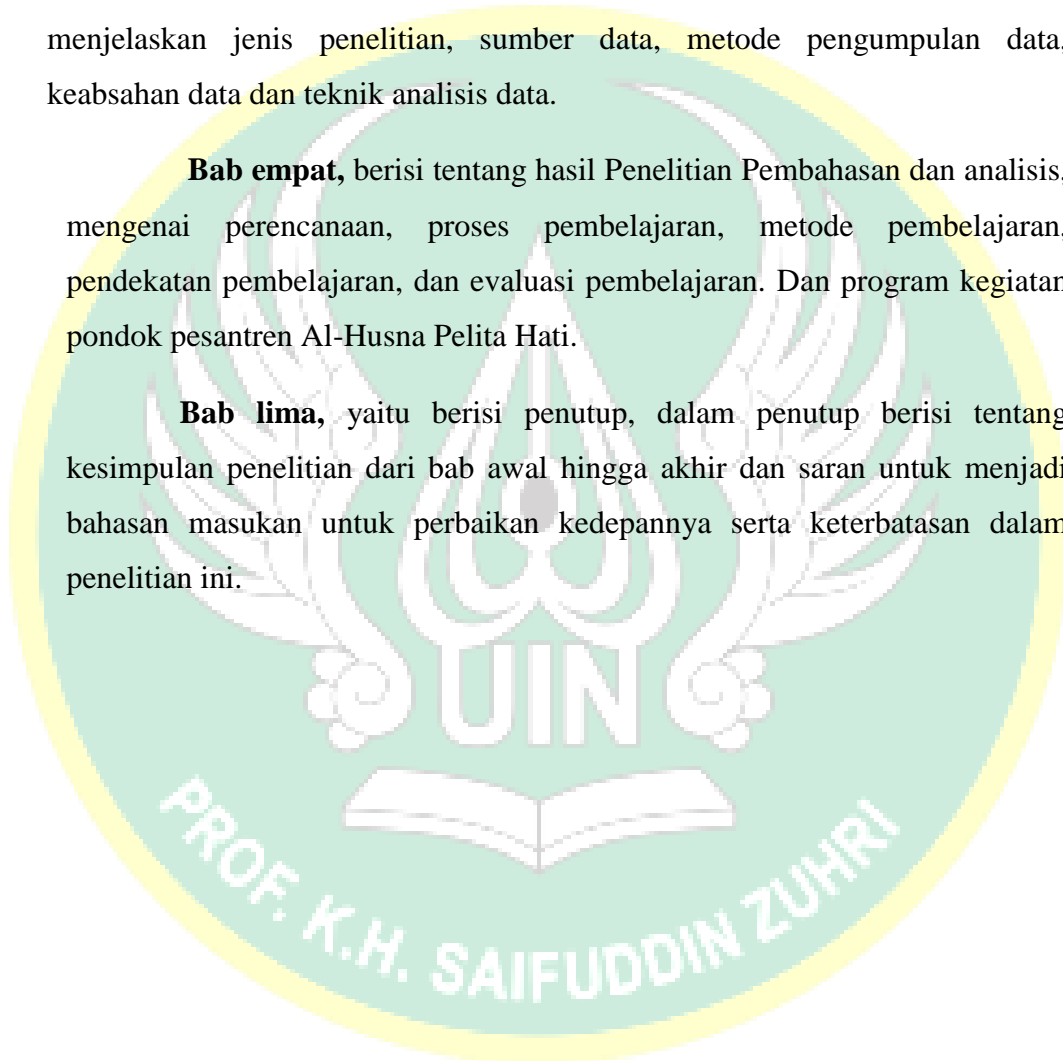 menjelaskan jenis penelitian, sumber data, metode pengumpulan data,
keabsahan data dan teknik analisis data.
Bab empat, berisi tentang hasil Penelitian Pembahasan dan analisis,
mengenai perencanaan, proses pembelajaran, metode pembelajaran,
pendekatan pembelajaran, dan evaluasi pembelajaran. Dan program kegiatan
pondok pesantren Al-Husna Pelita Hati.
Bab lima, yaitu berisi penutup, dalam penutup berisi tentang
kesimpulan penelitian dari bab awal hingga akhir dan saran untuk menjadi
bahasan masukan untuk perbaikan kedepannya serta keterbatasan dalam
penelitian ini.
UIN
PROF. K.H. SAIFUDDIN ZUHRI